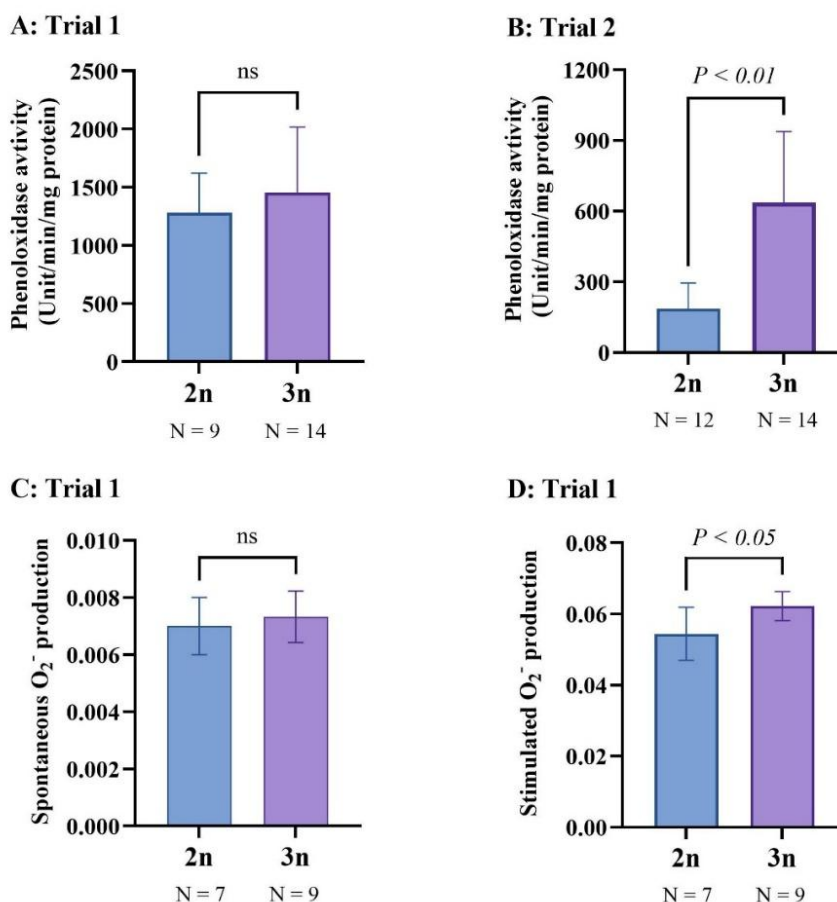 A: Trial 1
ns
Phenoloxidase avtivity
(Unit/min/mg protein)
2500
2000
1500
1000
500
0
2n
3n
N = 9
N = 14
B: Trial 2
P < 0.01
Phenoloxidase avtivity
(Unit/min/mg protein)
1200
900
600
300
0
2n
3n
N = 12
N = 14
C: Trial 1
ns
Spontaneous O₂⁻ production
0.010
0.008
0.006
0.004
0.002
0.000
2n
3n
N = 7
N = 9
D: Trial 1
P < 0.05
Stimulated O₂⁻ production
0.08
0.06
0.04
0.02
0.00
2n
3n
N = 7
N = 9